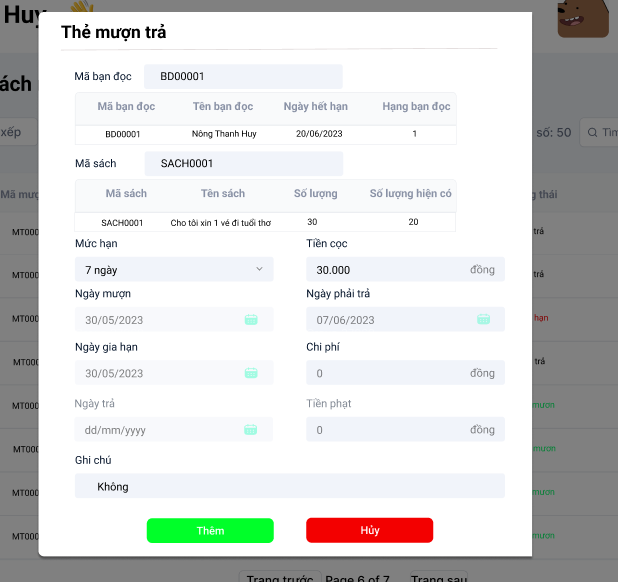 Huy 👋
Thẻ mượn trả
ách
Mã bạn đọc BD00001
Mã bạn đọc Tên bạn đọc Ngày hết hạn Hạng bạn đọc
xếp BD00001 Nông Thanh Huy 20/06/2023 1 số: 50 Tìm
Mã sách SACH0001
Mã mượ Mã sách Tên sách Số lượng Số lượng hiện có g thái
SACH0001 Cho tôi xin 1 vé đi tuổi thơ 30 20
MT000 trả
Mức hạn Tiền cọc
MT000 7 ngày 30.000 đồng trả
Ngày mượn Ngày phải trả
MT000 30/05/2023 07/06/2023 hạn
Ngày gia hạn Chi phí
MT000 trả
30/05/2023 0 đồng
MT000 Ngày trả Tiền phạt mượn
dd/mm/yyyy 0 đồng
MT000 mượn
Ghi chú
MT000 Không mượn
MT000 Thêm Hủy mượn
Trang trước Page 6 of 7 Trang sau